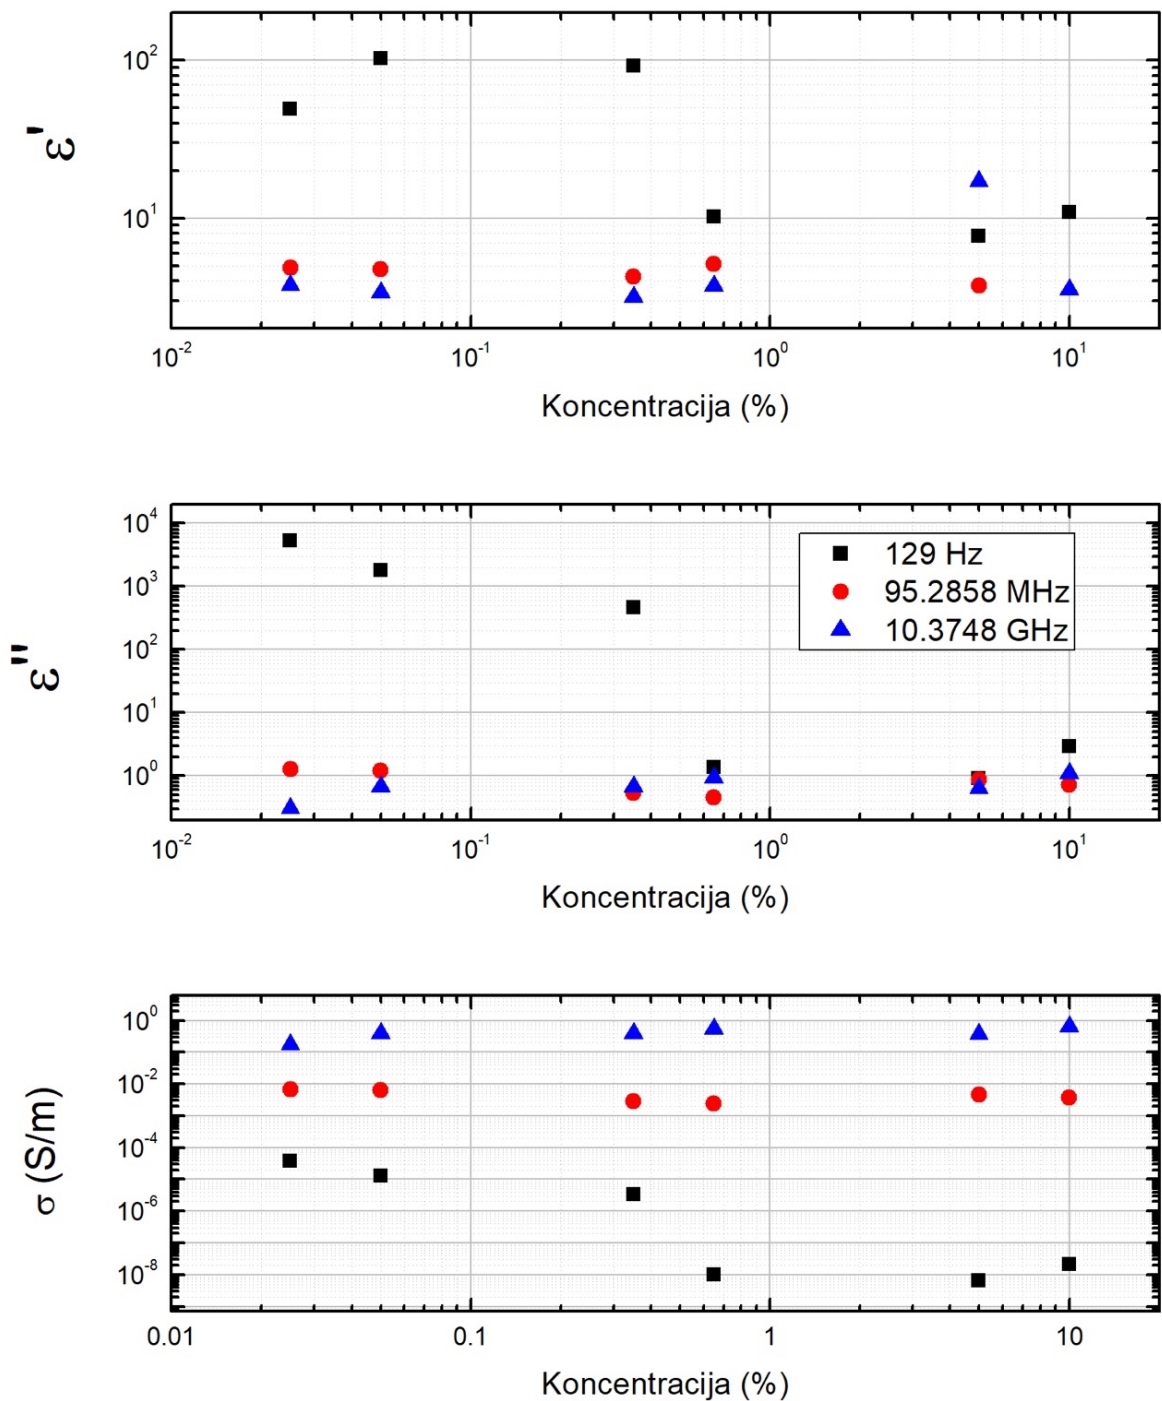 10²
10¹
ε'
10⁻²
10⁻¹
10⁰
10¹
Koncentracija (%)
10⁴
10³
10²
10¹
10⁰
ε''
129 Hz
95.2858 MHz
10.3748 GHz
10⁻²
10⁻¹
10⁰
10¹
Koncentracija (%)
10⁰
10⁻²
10⁻⁴
10⁻⁶
10⁻⁸
σ (S/m)
0.01
0.1
1
10
Koncentracija (%)